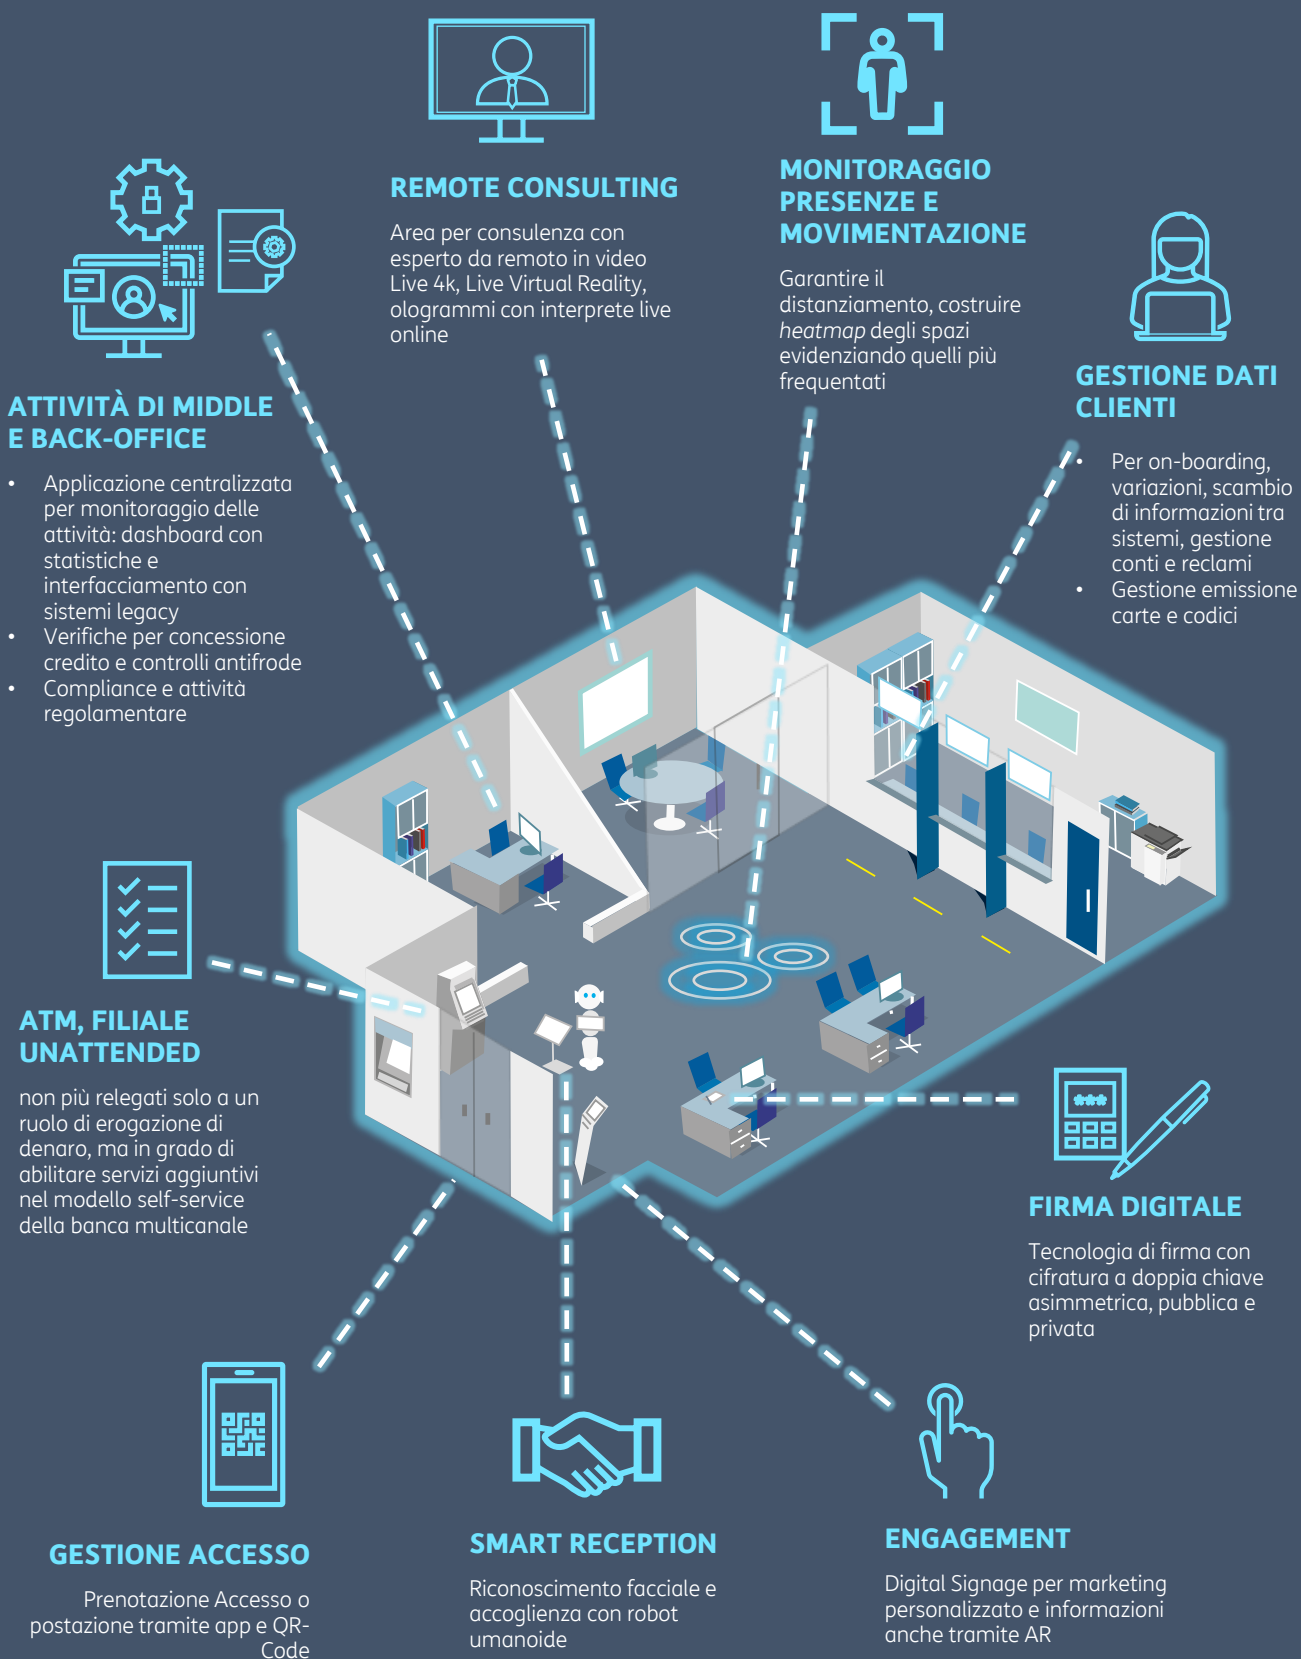 REMOTE CONSULTING
Area per consulenza con
esperto da remoto in video
Live 4k, Live Virtual Reality,
ologrammi con interprete live
online
MONITORAGGIO
PRESENZE E
MOVIMENTAZIONE
Garantire il
distanziamento, costruire
heatmap degli spazi
evidenziando quelli più
frequentati
GESTIONE DATI
CLIENTI
• Per on-boarding,
variazioni, scambio
di informazioni tra
sistemi, gestione
conti e reclami
• Gestione emissione
carte e codici
ATTIVITÀ DI MIDDLE
E BACK-OFFICE
• Applicazione centralizzata
per monitoraggio delle
attività: dashboard con
statistiche e
interfacciamento con
sistemi legacy
• Verifiche per concessione
credito e controlli antifrode
• Compliance e attività
regolamentare
ATM, FILIALE
UNATTENDED
non più relegati solo a un
ruolo di erogazione di
denaro, ma in grado di
abilitare servizi aggiuntivi
nel modello self-service
della banca multicanale
***
FIRMA DIGITALE
Tecnologia di firma con
cifratura a doppia chiave
asimmetrica, pubblica e
privata
GESTIONE ACCESSO
Prenotazione Accesso o
postazione tramite app e QR-
Code
SMART RECEPTION
Riconoscimento facciale e
accoglienza con robot
umanoide
ENGAGEMENT
Digital Signage per marketing
personalizzato e informazioni
anche tramite AR